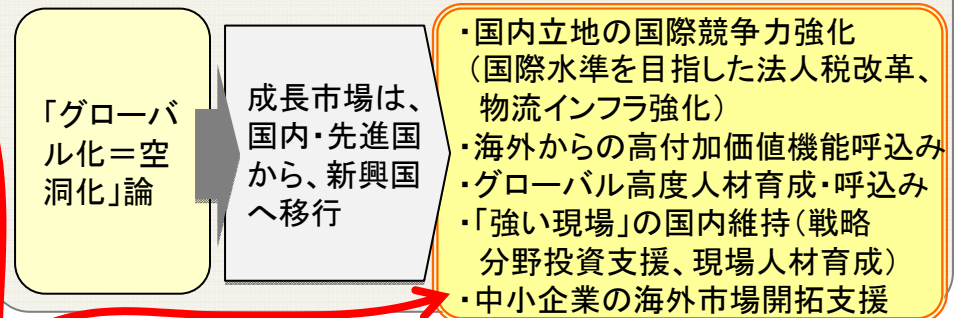 「グローバ
ル化＝空
洞化」論
成長市場は、
国内・先進国
から、新興国
へ移行
・国内立地の国際競争力強化
（国際水準を目指した法人税改革、
物流インフラ強化）
・海外からの高付加価値機能呼込み
・グローバル高度人材育成・呼込み
・「強い現場」の国内維持（戦略
分野投資支援、現場人材育成）
・中小企業の海外市場開拓支援